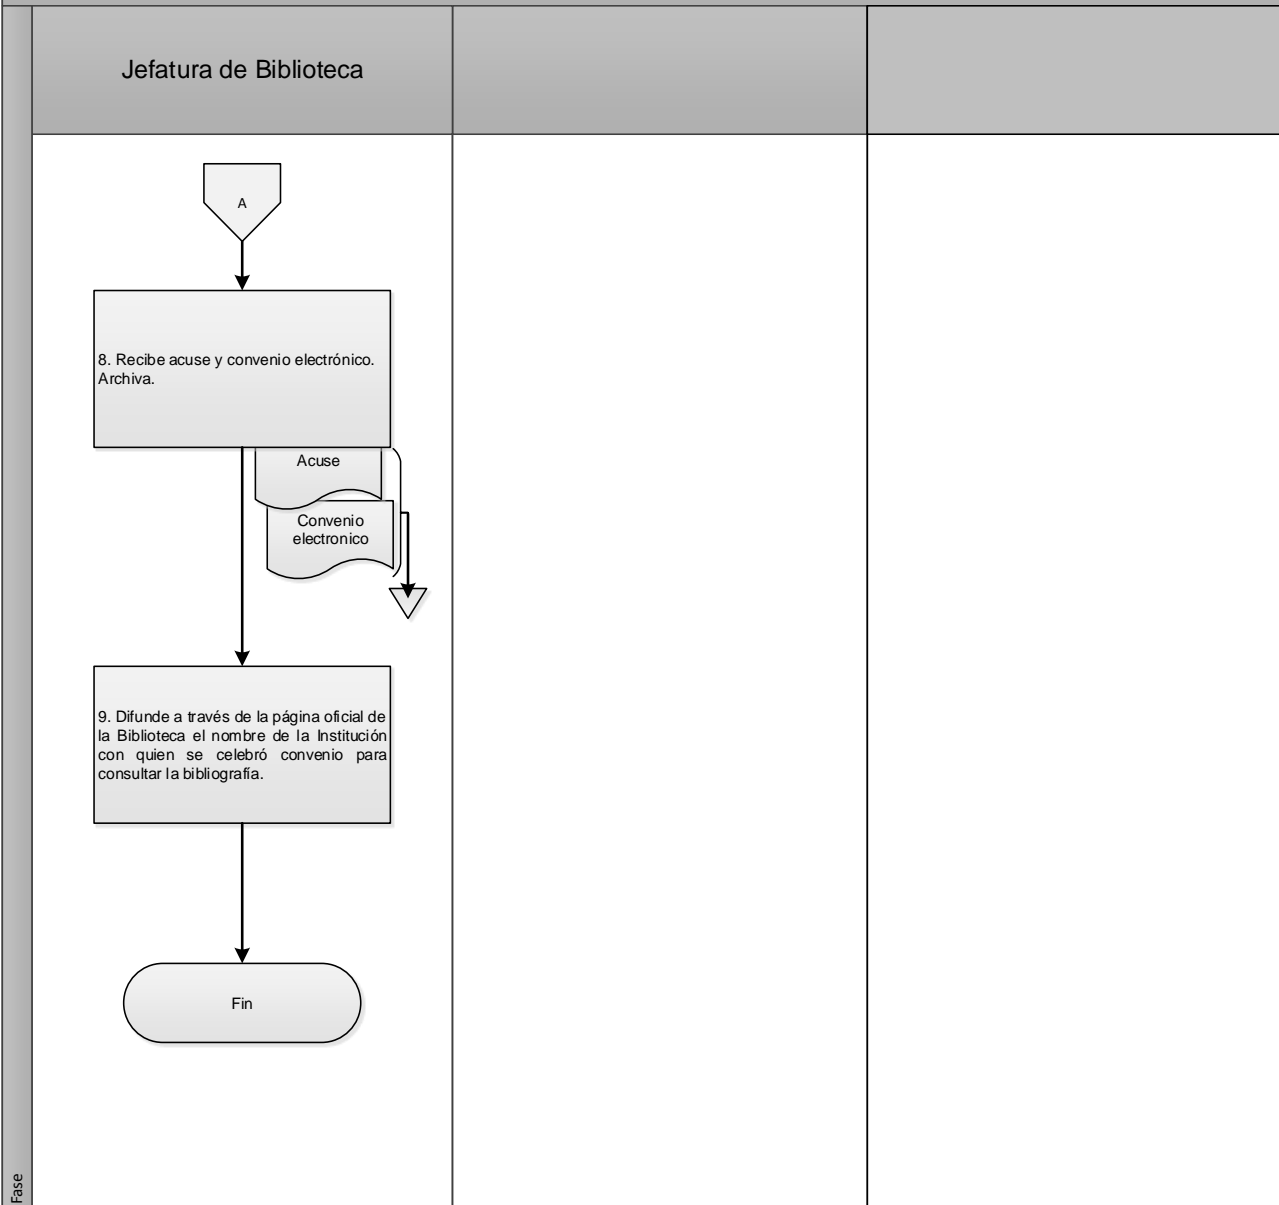 Jefatura de Biblioteca
A
8. Recibe acuse y convenio electrónico.
Archiva.
Acuse
Convenio
electronico
9. Difunde a través de la página oficial de
la Biblioteca el nombre de la Institución
con quien se celebró convenio para
consultar la bibliografía.
Fin
Fase